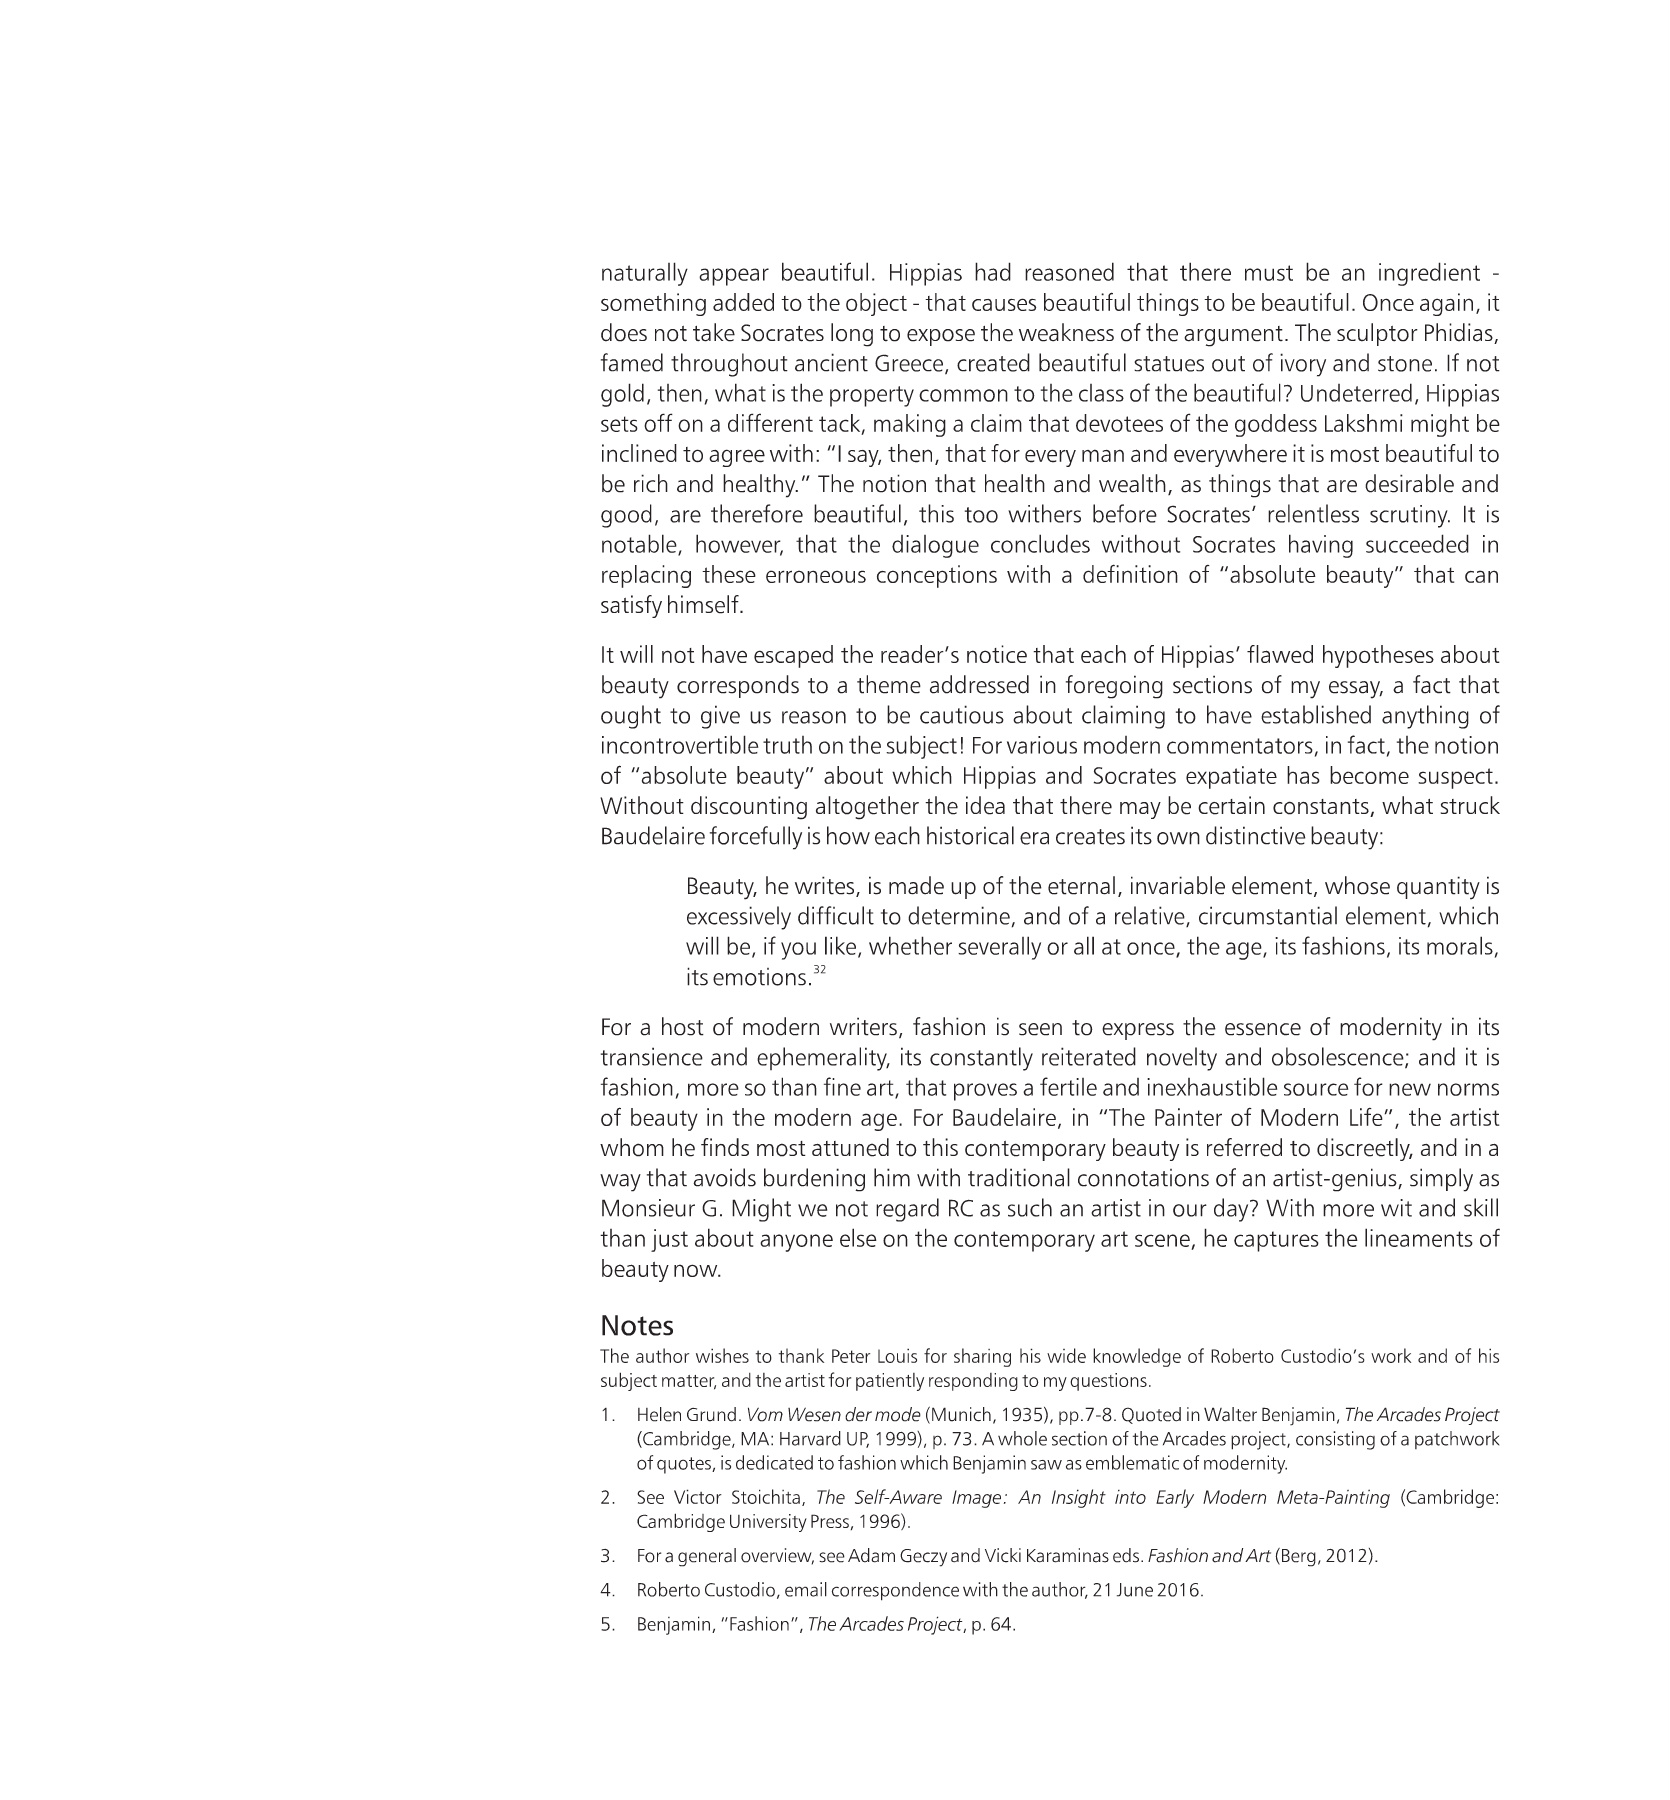 naturally appear beautiful. Hippias had reasoned that there must be an ingredient -
something added to the object - that causes beautiful things to be beautiful. Once again, it
does not take Socrates long to expose the weakness of the argument. The sculptor Phidias,
famed throughout ancient Greece, created beautiful statues out of ivory and stone. If not
gold, then, what is the property common to the class of the beautiful? Undeterred, Hippias
sets off on a different tack, making a claim that devotees of the goddess Lakshmi might be
inclined to agree with: “I say, then, that for every man and everywhere it is most beautiful to
be rich and healthy.” The notion that health and wealth, as things that are desirable and
good, are therefore beautiful, this too withers before Socrates’ relentless scrutiny. It is
notable, however, that the dialogue concludes without Socrates having succeeded in
replacing these erroneous conceptions with a definition of “absolute beauty” that can
satisfy himself.
It will not have escaped the reader’s notice that each of Hippias’ flawed hypotheses about
beauty corresponds to a theme addressed in foregoing sections of my essay, a fact that
ought to give us reason to be cautious about claiming to have established anything of
incontrovertible truth on the subject! For various modern commentators, in fact, the notion
of “absolute beauty” about which Hippias and Socrates expatiate has become suspect.
Without discounting altogether the idea that there may be certain constants, what struck
Baudelaire forcefully is how each historical era creates its own distinctive beauty:
Beauty, he writes, is made up of the eternal, invariable element, whose quantity is
excessively difficult to determine, and of a relative, circumstantial element, which
will be, if you like, whether severally or all at once, the age, its fashions, its morals,
its emotions.32
For a host of modern writers, fashion is seen to express the essence of modernity in its
transience and ephemerality, its constantly reiterated novelty and obsolescence; and it is
fashion, more so than fine art, that proves a fertile and inexhaustible source for new norms
of beauty in the modern age. For Baudelaire, in “The Painter of Modern Life”, the artist
whom he finds most attuned to this contemporary beauty is referred to discreetly, and in a
way that avoids burdening him with traditional connotations of an artist-genius, simply as
Monsieur G. Might we not regard RC as such an artist in our day? With more wit and skill
than just about anyone else on the contemporary art scene, he captures the lineaments of
beauty now.
Notes
The author wishes to thank Peter Louis for sharing his wide knowledge of Roberto Custodio’s work and of his
subject matter, and the artist for patiently responding to my questions.
1. Helen Grund. Vom Wesen der mode (Munich, 1935), pp.7-8. Quoted in Walter Benjamin, The Arcades Project
(Cambridge, MA: Harvard UP, 1999), p. 73. A whole section of the Arcades project, consisting of a patchwork
of quotes, is dedicated to fashion which Benjamin saw as emblematic of modernity.
2. See Victor Stoichita, The Self-Aware Image: An Insight into Early Modern Meta-Painting (Cambridge:
Cambridge University Press, 1996).
3. For a general overview, see Adam Geczy and Vicki Karaminas eds. Fashion and Art (Berg, 2012).
4. Roberto Custodio, email correspondence with the author, 21 June 2016.
5. Benjamin, “Fashion”, The Arcades Project, p. 64.